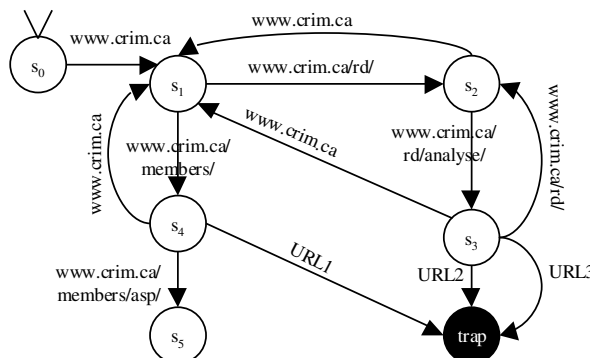 www.crim.ca
www.crim.ca
s0
s1
www.crim.ca/rd/
s2
www.crim.ca
www.crim.ca/
members/
www.crim.ca
www.crim.ca/
rd/analyse/
www.crim.ca/rd/
s4
s3
URL1
www.crim.ca/
members/asp/
URL2
URL3
s5
trap